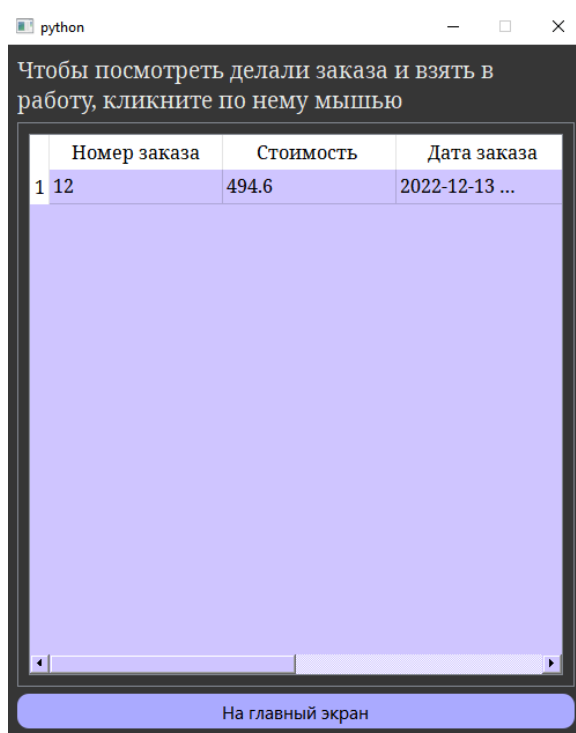 python
Чтобы посмотреть делали заказа и взять в
работу, кликните по нему мышью
Номер заказа Стоимость Дата заказа
1 12 494.6 2022-12-13 ...
На главный экран